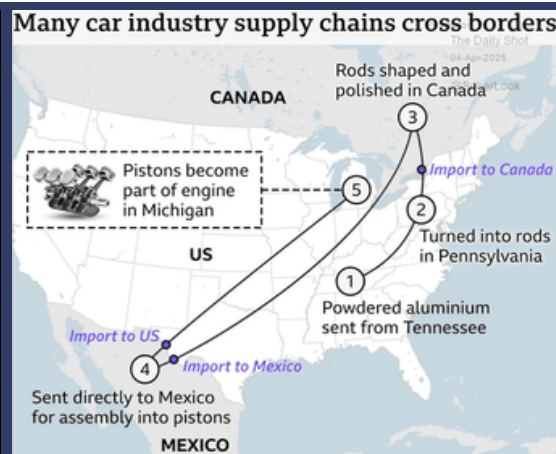 Many car industry supply chains cross borders
The Daily Shot
04-Apr-2025
Rods shaped and
polished in Canada
CANADA
3
Import to Canada
Pistons become
part of engine
in Michigan
5
2
Turned into rods
in Pennsylvania
US
1
Powdered aluminium
sent from Tennessee
Import to US
Import to Mexico
4
Sent directly to Mexico
for assembly into pistons
MEXICO